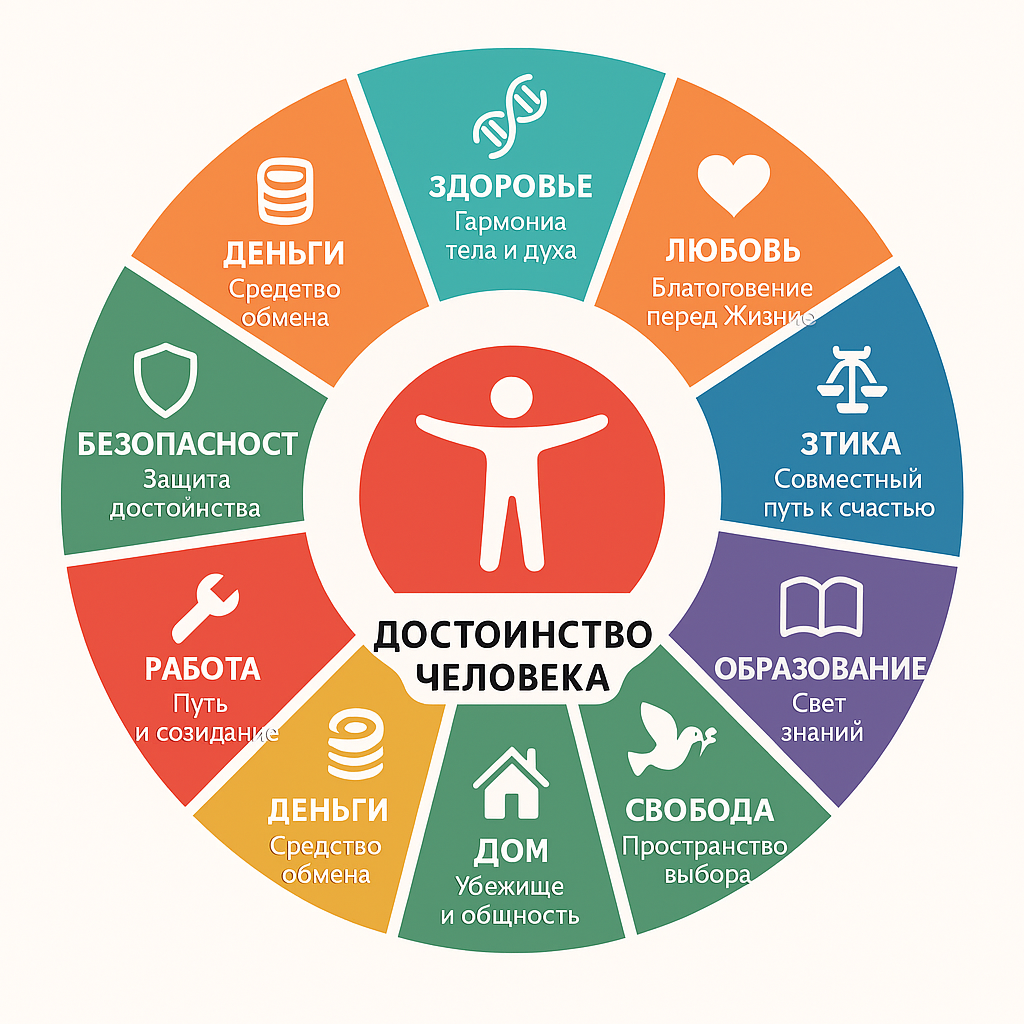 ЗДОРОВЬЕ
Гармониа
тела и духа
ЛЮБОВЬ
Блатоговение
перед Жизние
ЗТИКА
Совместный
путь к счастью
ОБРАЗОВАНИЕ
Свет
знаний
СВОБОДА
Пространство
выбора
ДОМ
Убежище
и общность
ДЕНЬГИ
Средство
обмена
РАБОТА
Путь
и созидание
БЕЗОПАСНОСТ
Защита
достойнства
ДЕНЬГИ
Средетво
обмена
ДОСТОИНСТВО
ЧЕЛОВЕКА